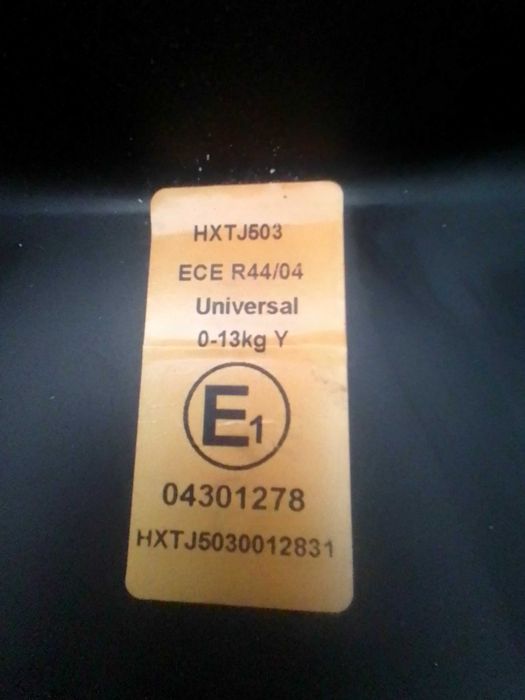 HXTJ503
ECE R44/04
Universal
0-13kg Y
E1
04301278
HXTJ5030012831